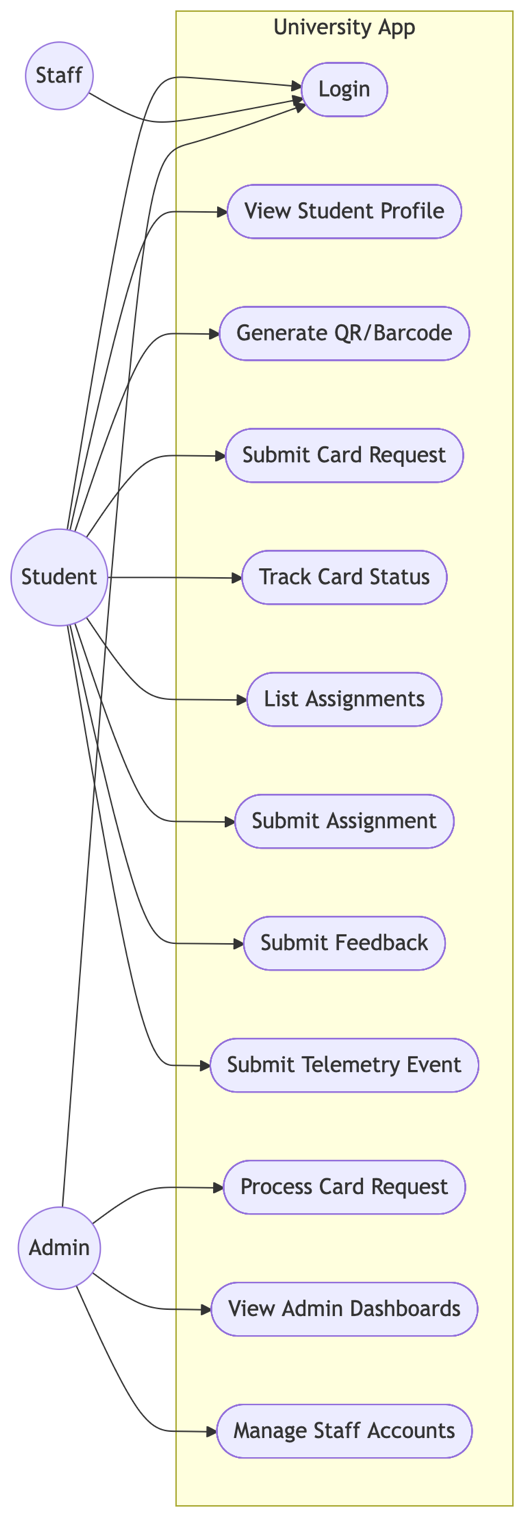 University App
Staff
Login
View Student Profile
Generate QR/Barcode
Submit Card Request
Student
Track Card Status
List Assignments
Submit Assignment
Submit Feedback
Submit Telemetry Event
Process Card Request
Admin
View Admin Dashboards
Manage Staff Accounts